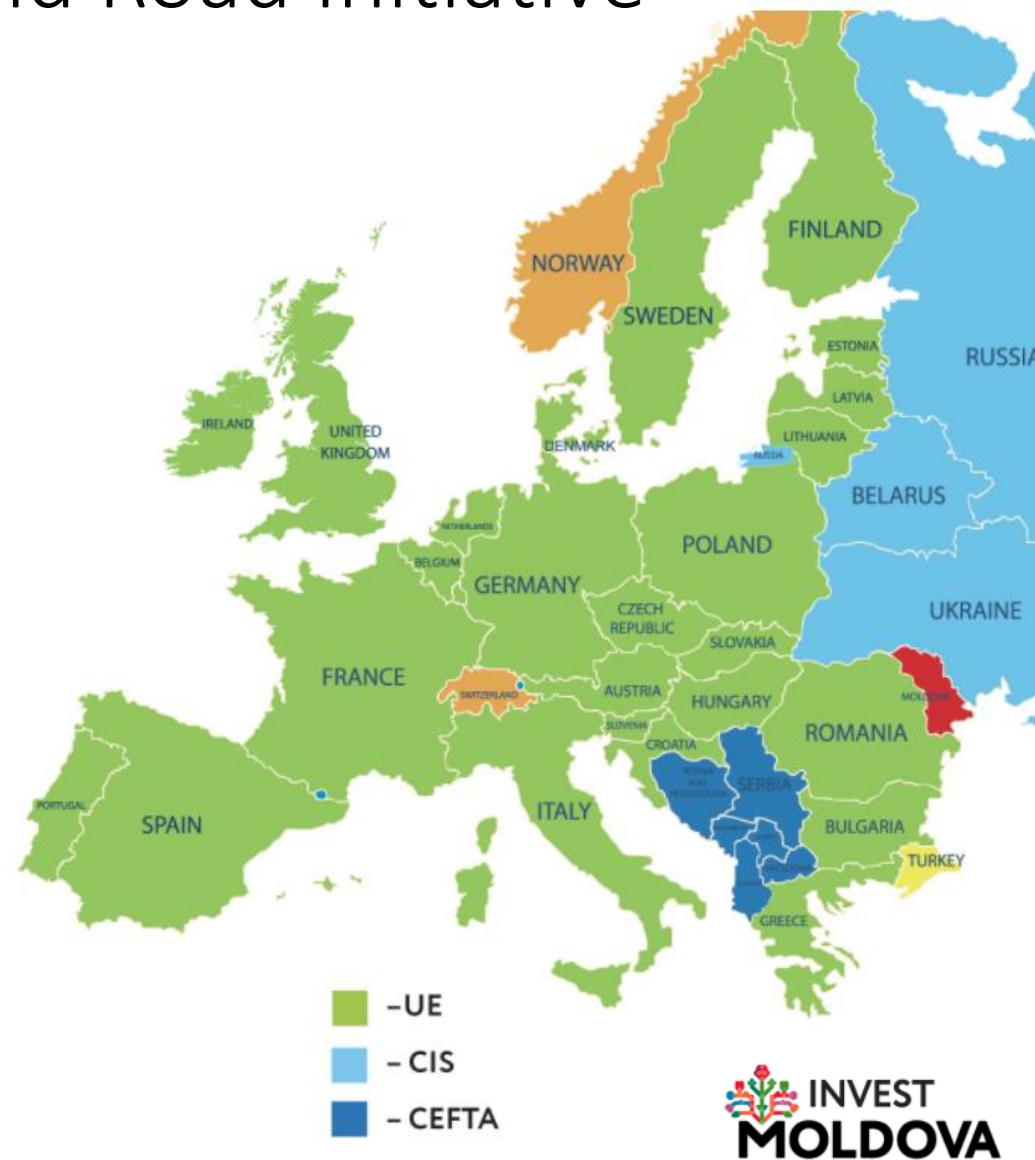 Road Initiative
NORWAY
FINLAND
SWEDEN
ESTONIA
RUSSIA
LATVIA
IRELAND
UNITED
KINGDOM
DENMARK
LITHUANIA
RUSSIA
BELARUS
NETHERLANDS
POLAND
BELGIUM
GERMANY
UKRAINE
CZECH
REPUBLIC
SLOVAKIA
FRANCE
SWITZERLAND
AUSTRIA
HUNGARY
MOLDOVA
SLOVENIA
ROMANIA
CROATIA
BOSNIA
AND
HERZEGOVINA
SERBIA
PORTUGAL
SPAIN
ITALY
BULGARIA
TURKEY
GREECE
-UE
- CIS
- CEFTA
INVEST
MOLDOVA